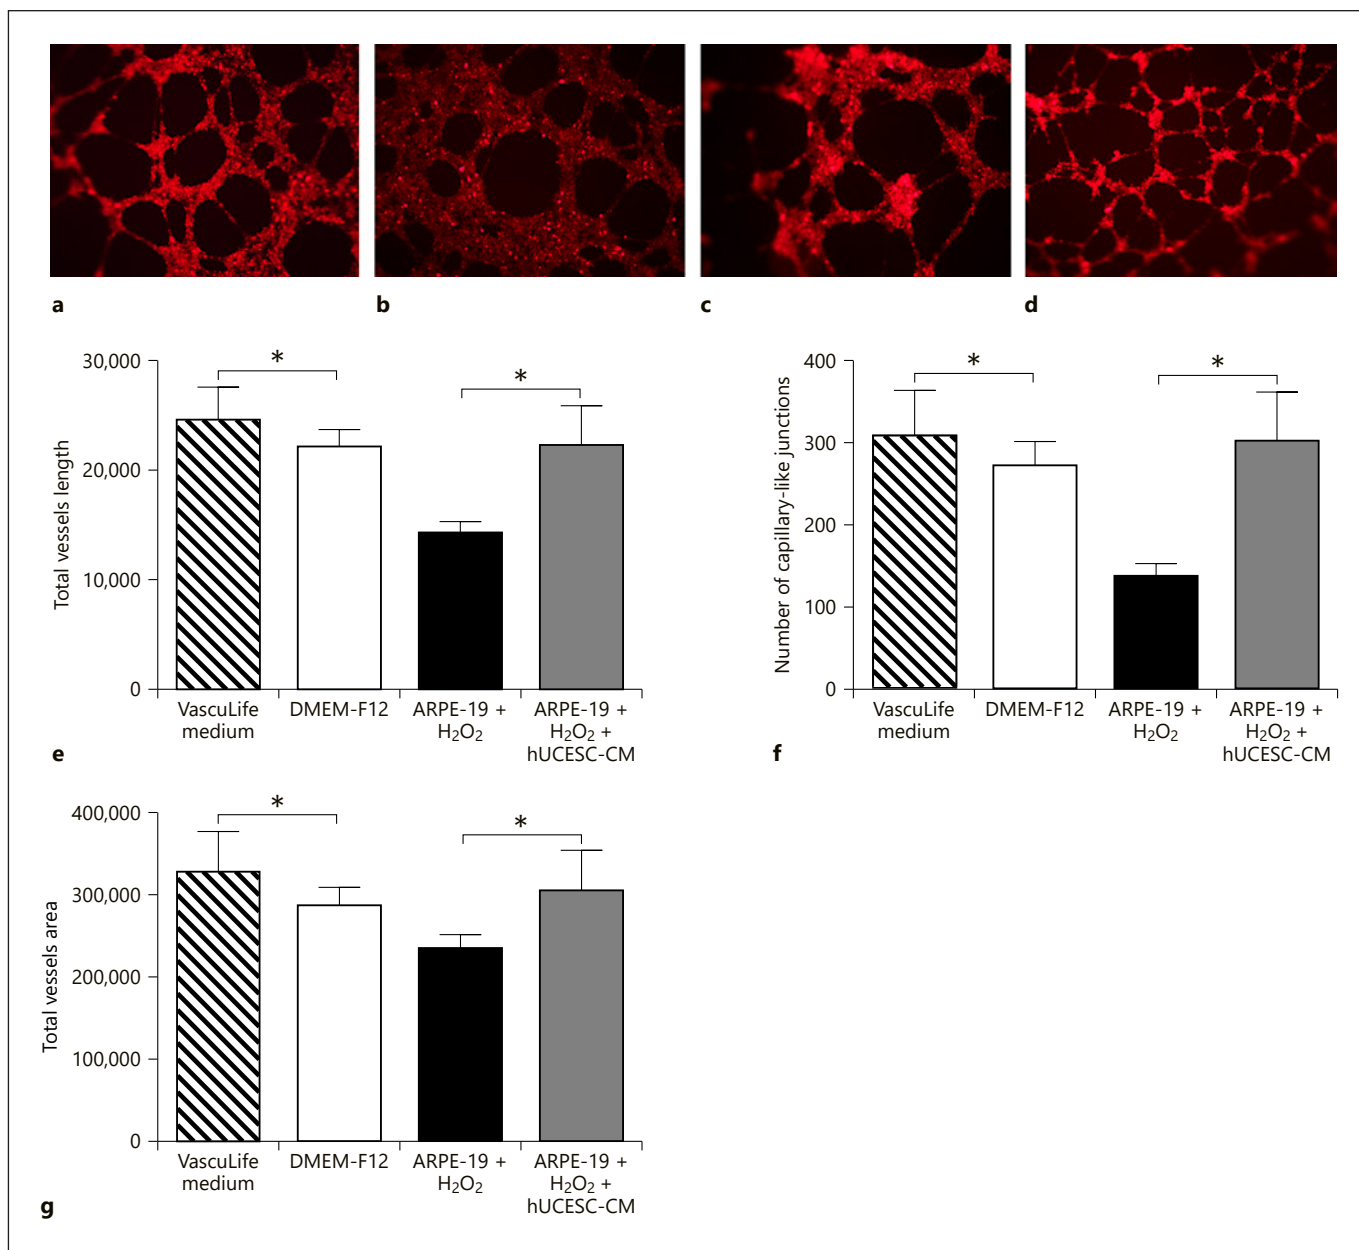 a
b
c
d
30,000
20,000
10,000
0
Total vessels length
*
*
VascuLife
medium
DMEM-F12
ARPE-19 +
H₂O₂
ARPE-19 +
H₂O₂ +
hUCESC-CM
e
400
300
200
100
0
Number of capillary-like junctions
*
*
VascuLife
medium
DMEM-F12
ARPE-19 +
H₂O₂
ARPE-19 +
H₂O₂ +
hUCESC-CM
f
400,000
300,000
200,000
100,000
0
Total vessels area
*
*
VascuLife
medium
DMEM-F12
ARPE-19 +
H₂O₂
ARPE-19 +
H₂O₂ +
hUCESC-CM
g